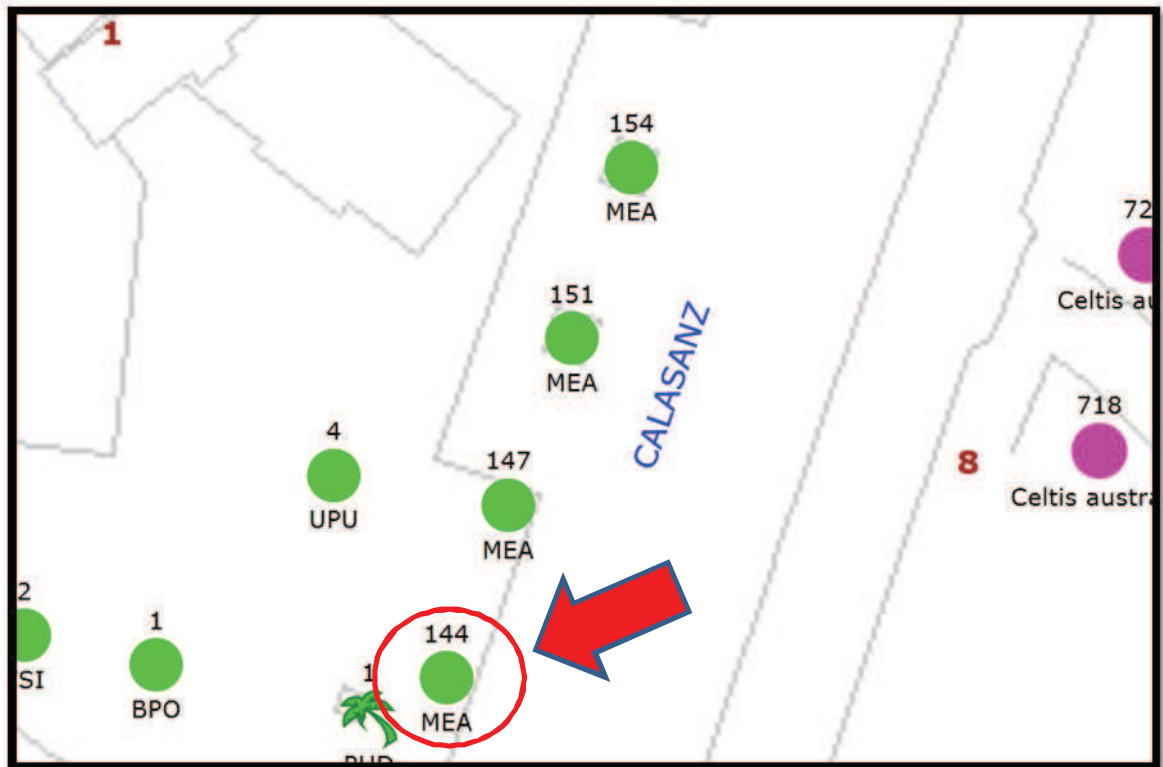 1
154
MEA
72
Celtis au
151
MEA
CALASANZ
718
Celtis austra
4
UPU
147
MEA
8
2
SI
1
BPO
144
MEA
1